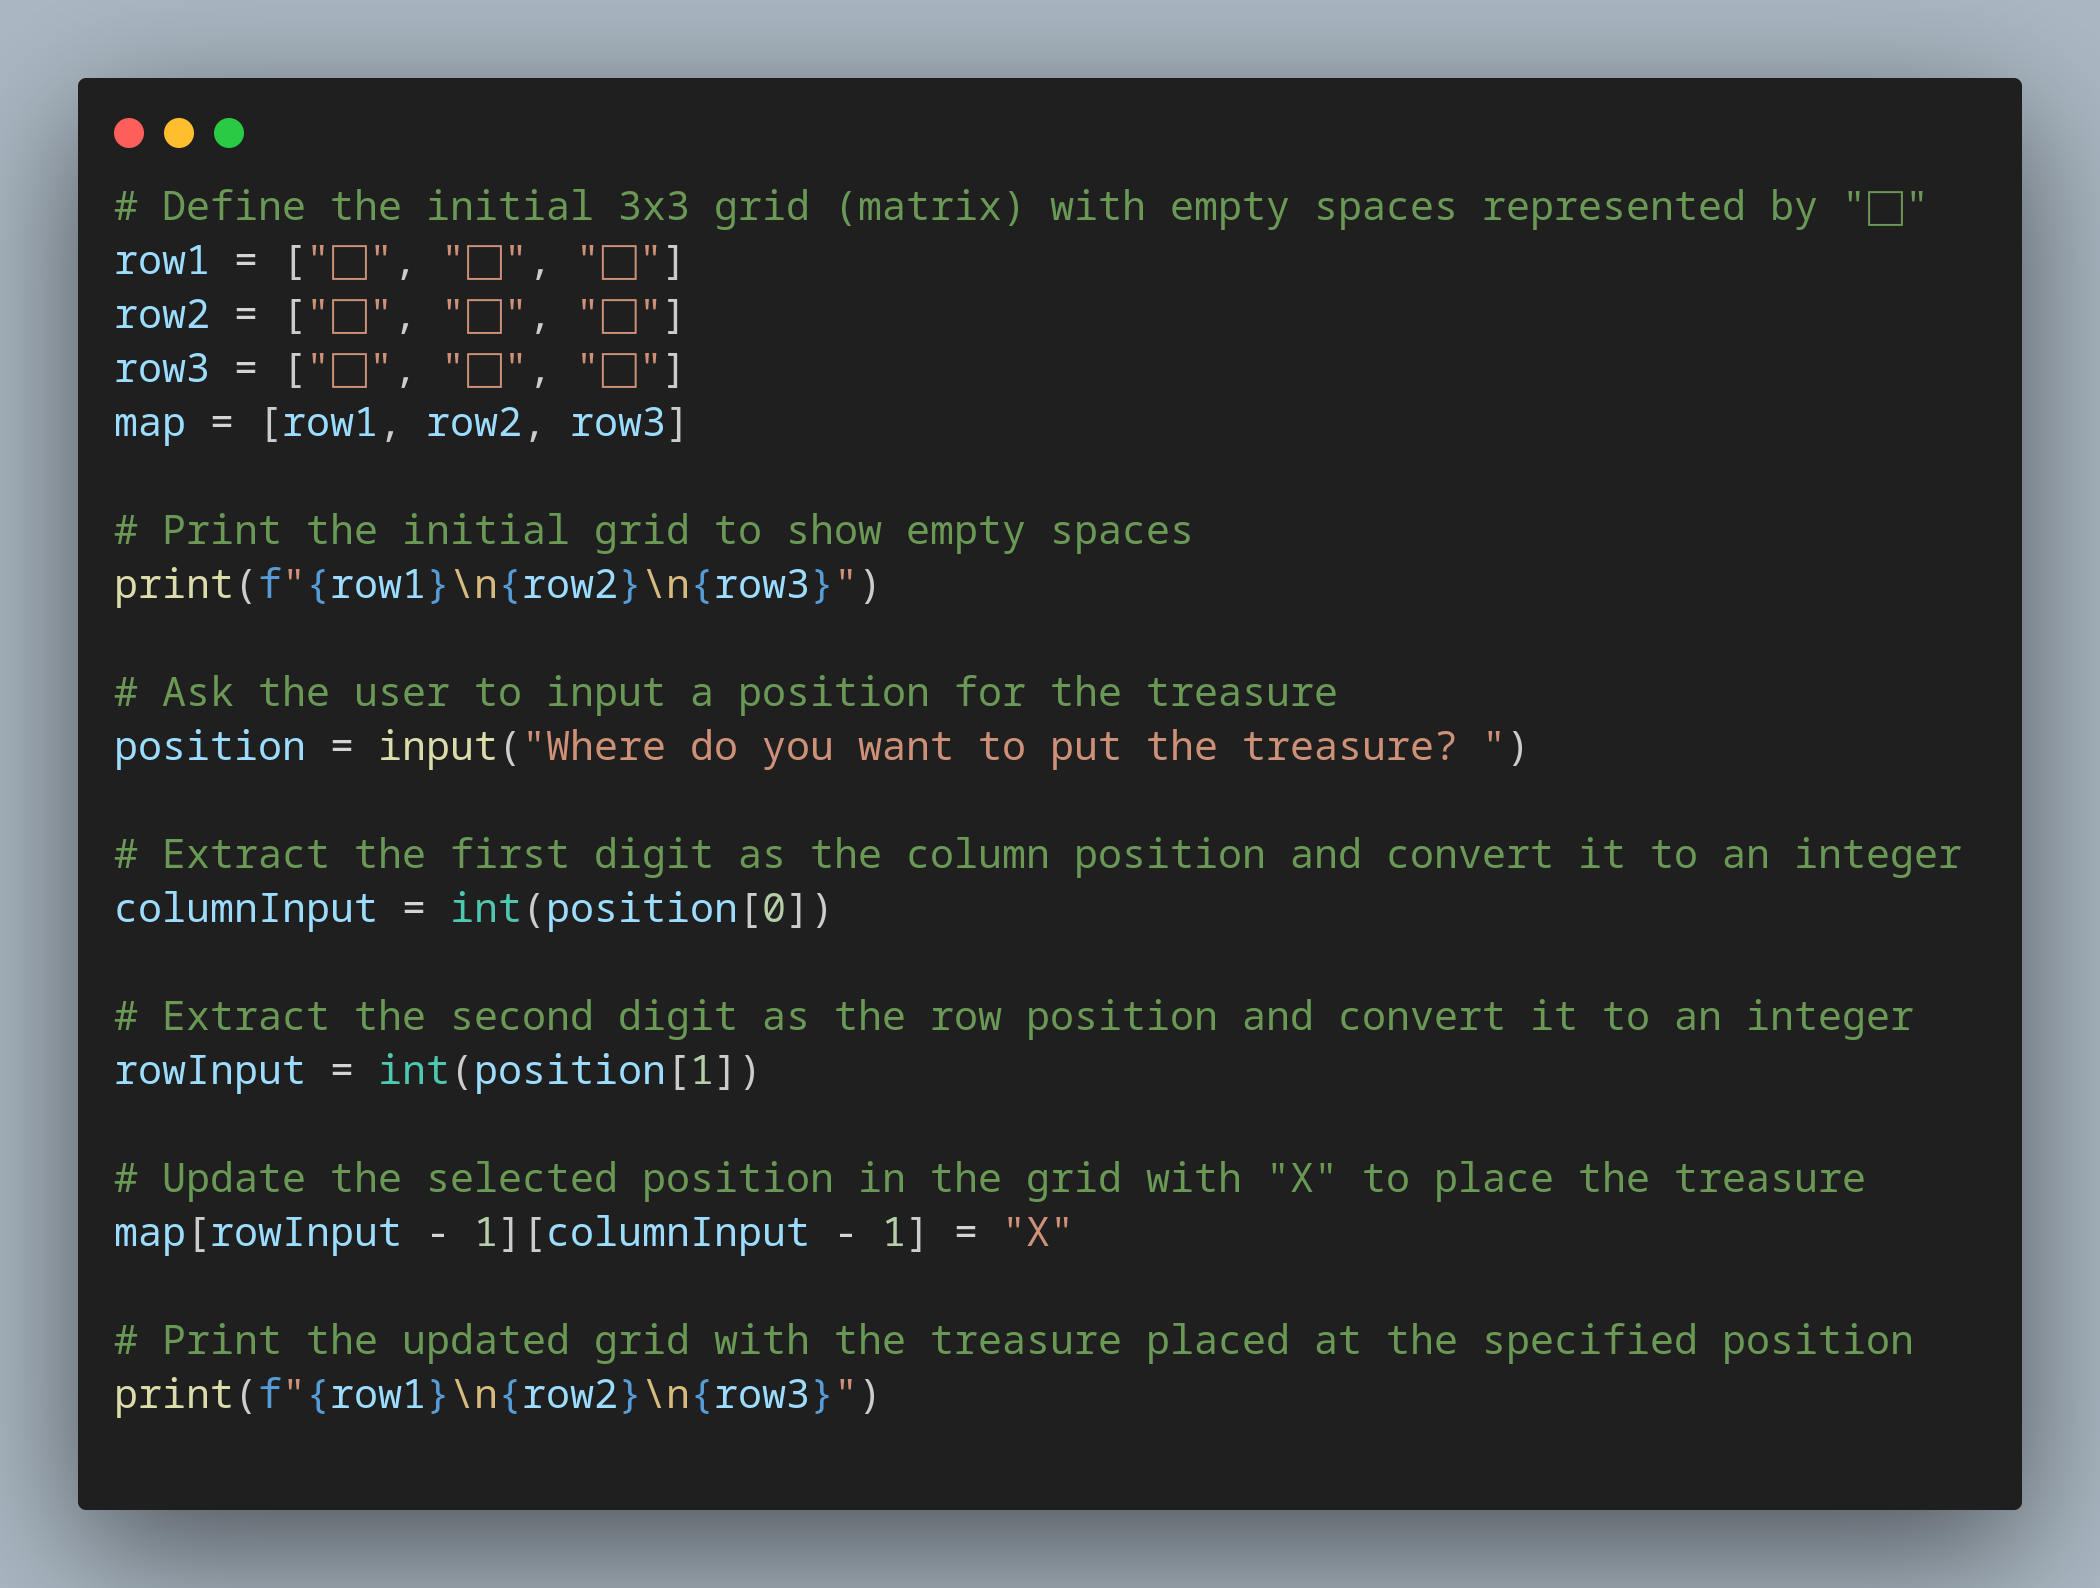 # Define the initial 3x3 grid (matrix) with empty spaces represented by "□"
row1 = ["□", "□", "□"]
row2 = ["□", "□", "□"]
row3 = ["□", "□", "□"]
map = [row1, row2, row3]

# Print the initial grid to show empty spaces
print(f"{row1}\n{row2}\n{row3}")

# Ask the user to input a position for the treasure
position = input("Where do you want to put the treasure? ")

# Extract the first digit as the column position and convert it to an integer
columnInput = int(position[0])

# Extract the second digit as the row position and convert it to an integer
rowInput = int(position[1])

# Update the selected position in the grid with "X" to place the treasure
map[rowInput - 1][columnInput - 1] = "X"

# Print the updated grid with the treasure placed at the specified position
print(f"{row1}\n{row2}\n{row3}")